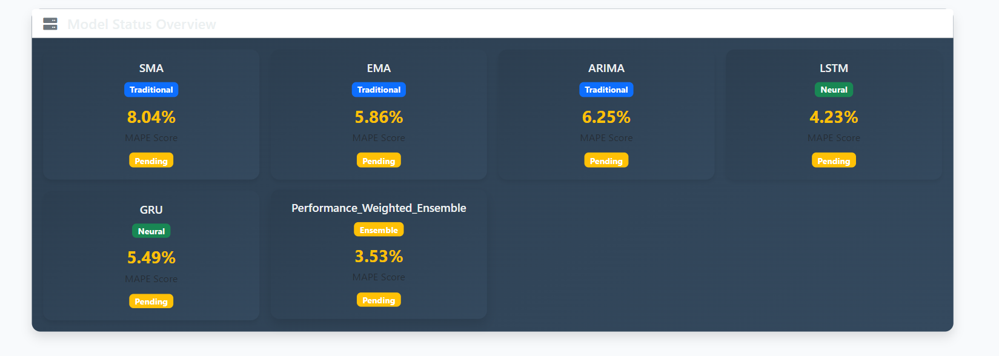 Model Status Overview
SMA
Traditional
8.04%
MAPE Score
Pending
EMA
Traditional
5.86%
MAPE Score
Pending
ARIMA
Traditional
6.25%
MAPE Score
Pending
LSTM
Neural
4.23%
MAPE Score
Pending
GRU
Neural
5.49%
MAPE Score
Pending
Performance_Weighted_Ensemble
Ensemble
3.53%
MAPE Score
Pending